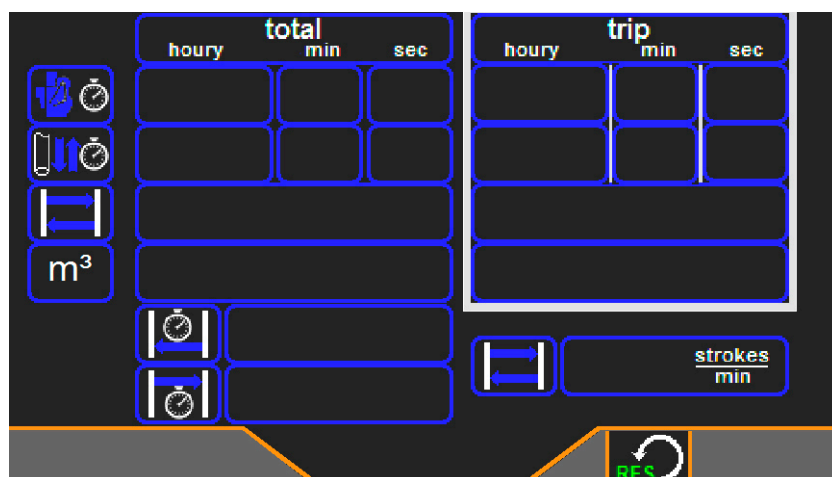 total
houry min sec
trip
houry min sec
m³
strokes
min
RES